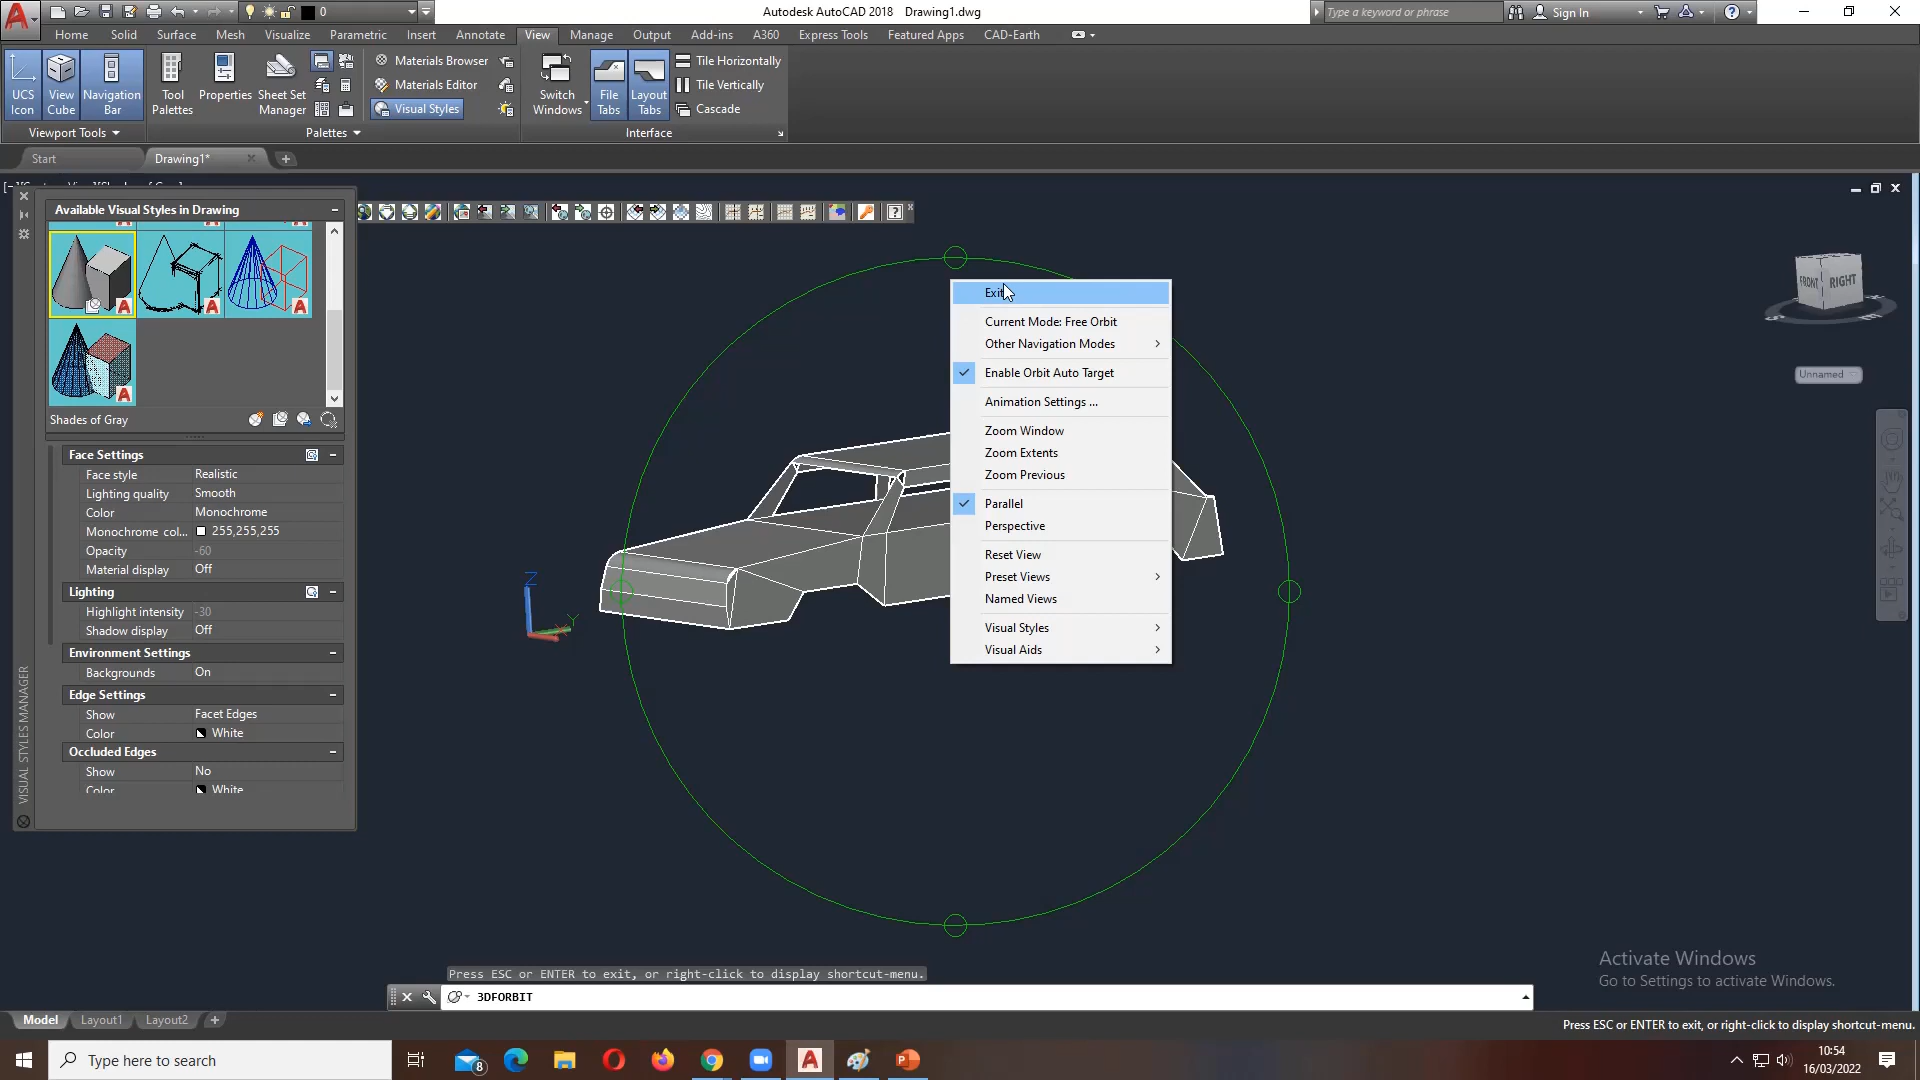 Autodesk AutoCAD 2018 Drawing1.dwg
Type a keyword or phrase
Sign In
0
Home Solid Surface Mesh Visualize Parametric Insert Annotate View Manage Output Add-ins A360 Express Tools Featured Apps CAD-Earth
UCS Icon
View Cube
Navigation Bar
Tool Palettes
Properties
Sheet Set Manager
Materials Browser
Materials Editor
Visual Styles
Switch Windows
File Tabs
Layout Tabs
Tile Horizontally
Tile Vertically
Cascade
Viewport Tools
Palettes
Interface
Start
Drawing1*
Available Visual Styles in Drawing
Shades of Gray
Face Settings
Face style Realistic
Lighting quality Smooth
Color Monochrome
Monochrome col... 255,255,255
Opacity -60
Material display Off
Lighting
Highlight intensity -30
Shadow display Off
Environment Settings
Backgrounds On
Edge Settings
Show Facet Edges
Color White
Occluded Edges
Show No
Color White
VISUAL STYLES MANAGER
Exit
Current Mode: Free Orbit
Other Navigation Modes
Enable Orbit Auto Target
Animation Settings ...
Zoom Window
Zoom Extents
Zoom Previous
Parallel
Perspective
Reset View
Preset Views
Named Views
Visual Styles
Visual Aids
Z
Y
X
FRONT RIGHT
Unnamed
Activate Windows
Go to Settings to activate Windows.
Press ESC or ENTER to exit, or right-click to display shortcut-menu.
3DFORBIT
Model Layout1 Layout2
Press ESC or ENTER to exit, or right-click to display shortcut-menu.
Type here to search
8
10:54
16/03/2022